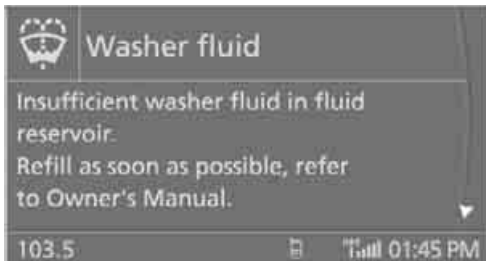 Washer fluid
Insufficient washer fluid in fluid
reservoir.
Refill as soon as possible, refer
to Owner's Manual.
103.5 01:45 PM